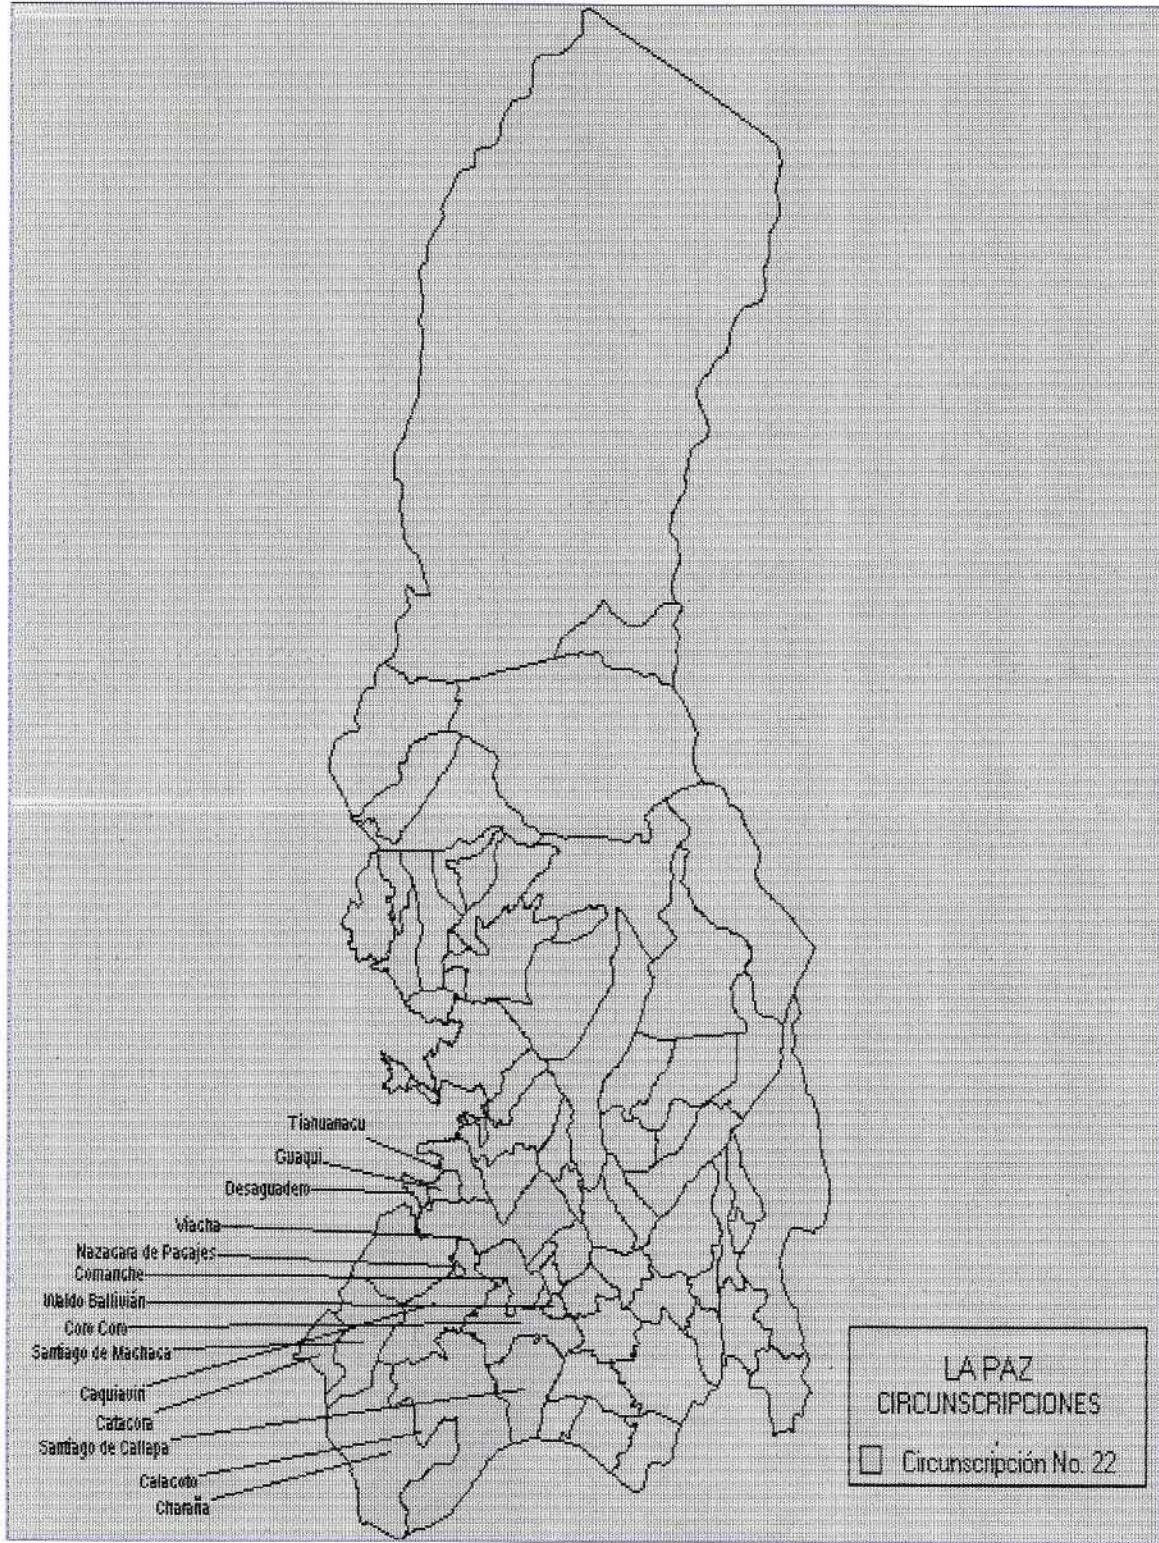 Tiahuanacu
Guaqui
Desaguadero
Viacha
Nazacara de Pacajes
Comanche
Waldo Ballivián
Coro Coro
Santiago de Machaca
Caquiaviri
Catacora
Santiago de Callapa
Calacoto
Charaña
LA PAZ
CIRCUNSCRIPCIONES
Circunscripción No. 22